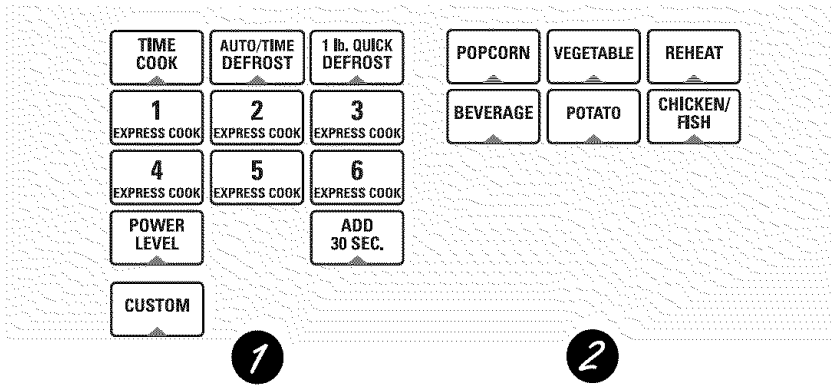 TIME
COOK
AUTO/TIME
DEFROST
1 lb. QUICK
DEFROST
1
EXPRESS COOK
2
EXPRESS COOK
3
EXPRESS COOK
4
EXPRESS COOK
5
EXPRESS COOK
6
EXPRESS COOK
POWER
LEVEL
ADD
30 SEC.
CUSTOM
1
POPCORN
VEGETABLE
REHEAT
BEVERAGE
POTATO
CHICKEN/
FISH
2